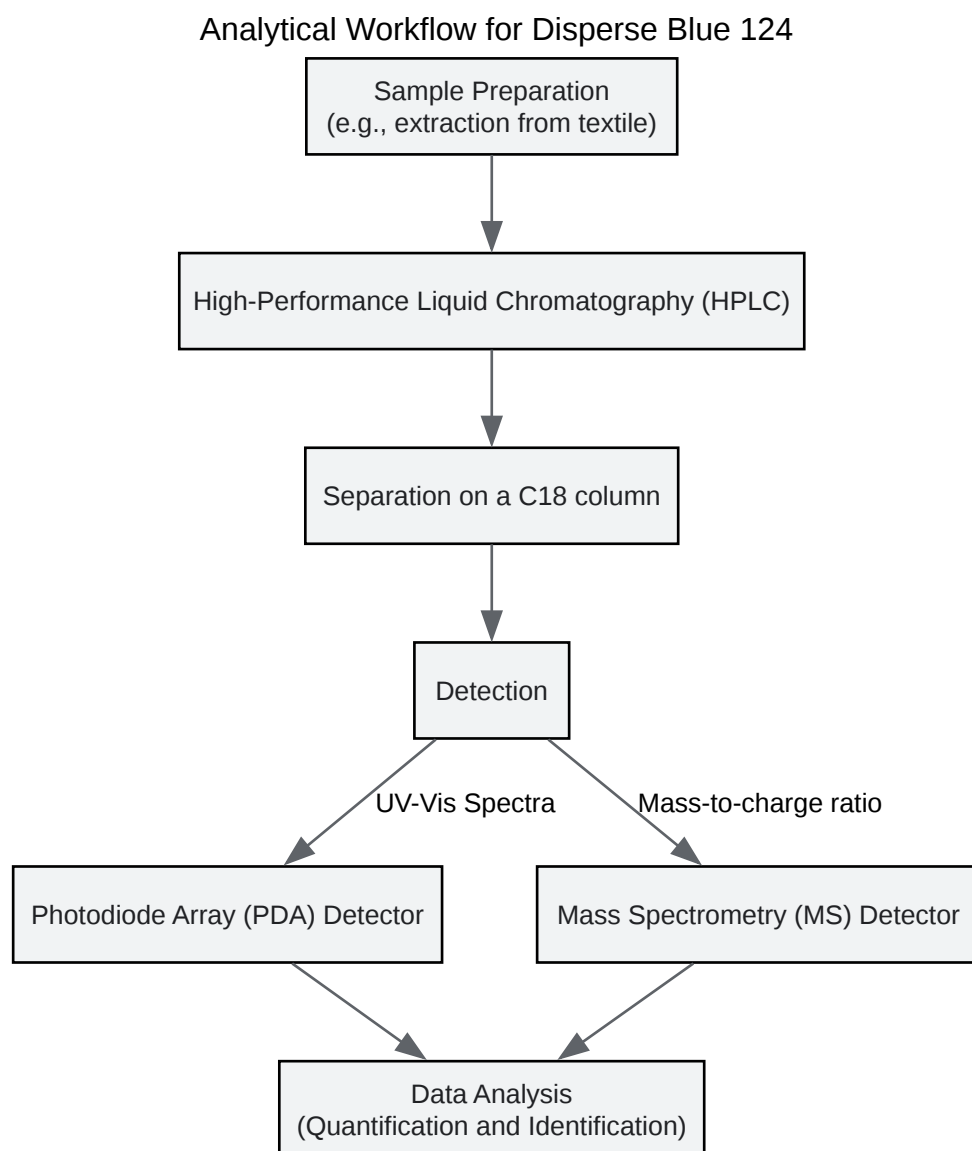 Analytical Workflow for Disperse Blue 124
Sample Preparation
(e.g., extraction from textile)
High-Performance Liquid Chromatography (HPLC)
Separation on a C18 column
Detection
UV-Vis Spectra
Mass-to-charge ratio
Photodiode Array (PDA) Detector
Mass Spectrometry (MS) Detector
Data Analysis
(Quantification and Identification)